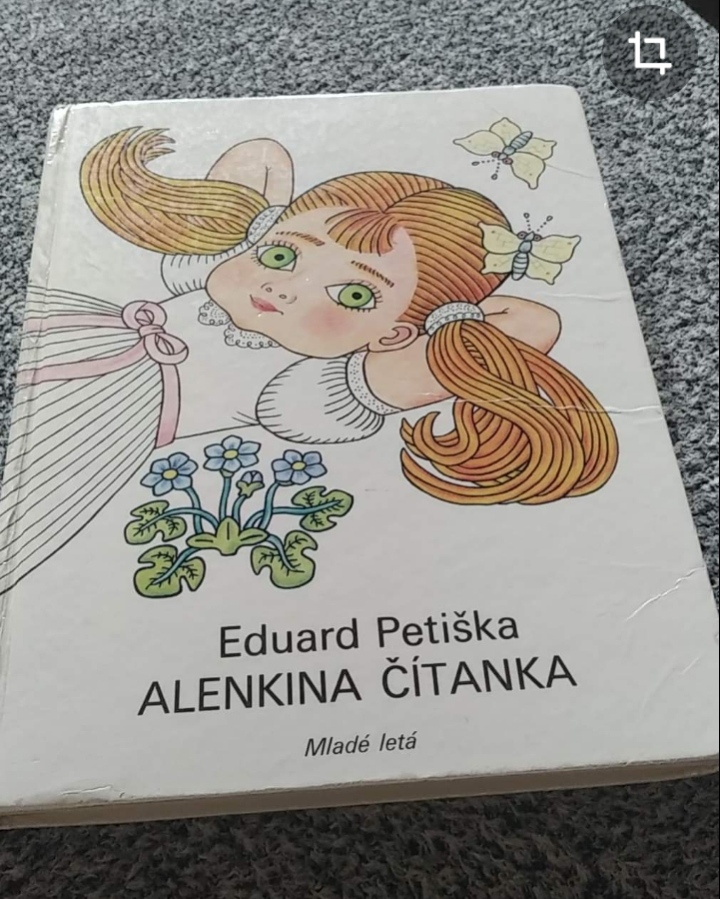 Eduard Petiška
ALENKINA ČÍTANKA
Mladé letá